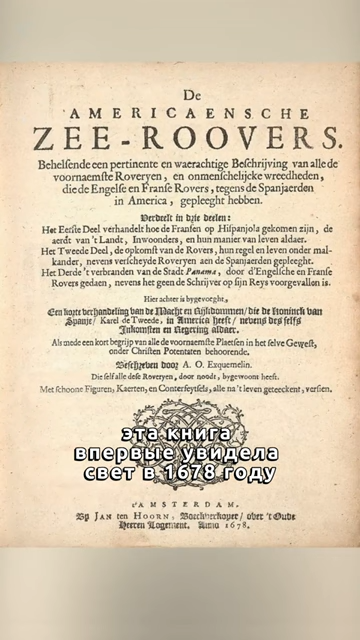 De
AMERICAENSCHE
ZEE-ROOVERS.
Behelsende een pertinente en waerachtige Beschrijving van alle de
voornaemste Roveryen, en onmenschelijcke wreedheden,
die de Engelse en Franse Rovers, tegens de Spanjaerden
in America, gepleeght hebben.
Verdeelt in drie deelen:
Het Eerste Deel verhandelt hoe de Fransen op Hispanjola gekomen zijn, de
aerdt van 't Landt, Inwoonders, en hun manier van leven aldaer.
Het Tweede Deel, de opkomst van de Rovers, hun regel en leven onder mal-
kander, nevens verscheyde Roveryen aen de Spanjaerden gepleeght.
Het Derde 't verbranden van de Stadt Panama, door d'Engelsche en Franse
Rovers gedaen, nevens het geen de Schrijver op sijn Reys voorgevallen is.
Hier achter is bygevoeght,
Een korte verhandeling van de Macht en Rijkdommen/ die de Koninck van
Spanje/ Karel de Tweede, in America heeft/ nevens des selfs
Inkomsten en Regering aldaer.
Als mede een kort begrijp van alle de voornaemste Plaetsen in het selve Gewest,
onder Christen Potentaten behoorende.
Beschreven door A. O. Exquemelin.
Die self alle dese Roveryen, door noodt, bygewoont heeft.
Met schoone Figuren, Kaerten, en Conterfeytsels, alle na 't leven geteeckent, versien.
эта книга
впервые увидела
свет в 1678 году
t'AMSTERDAM,
By JAN ten HOORN, Boeckverkoper/ over 't Oude
Heeren Logement. Anno 1678.